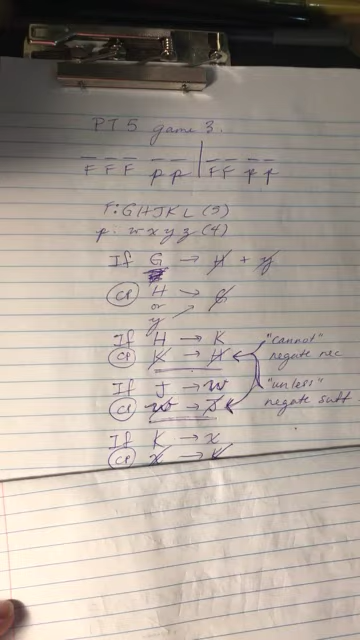 PT 5 game 3.
F F F P P | F F P P
F: G H J K L (5)
p: w x y z (4)
If G → H̸ + y̸
CP H → G̸
or
y
If H → K
CP K̸ → H̸
"cannot"
negate nec
If J → w
CP w̸ → J̸
"unless"
negate suff
If K → x
CP x̸ → K̸